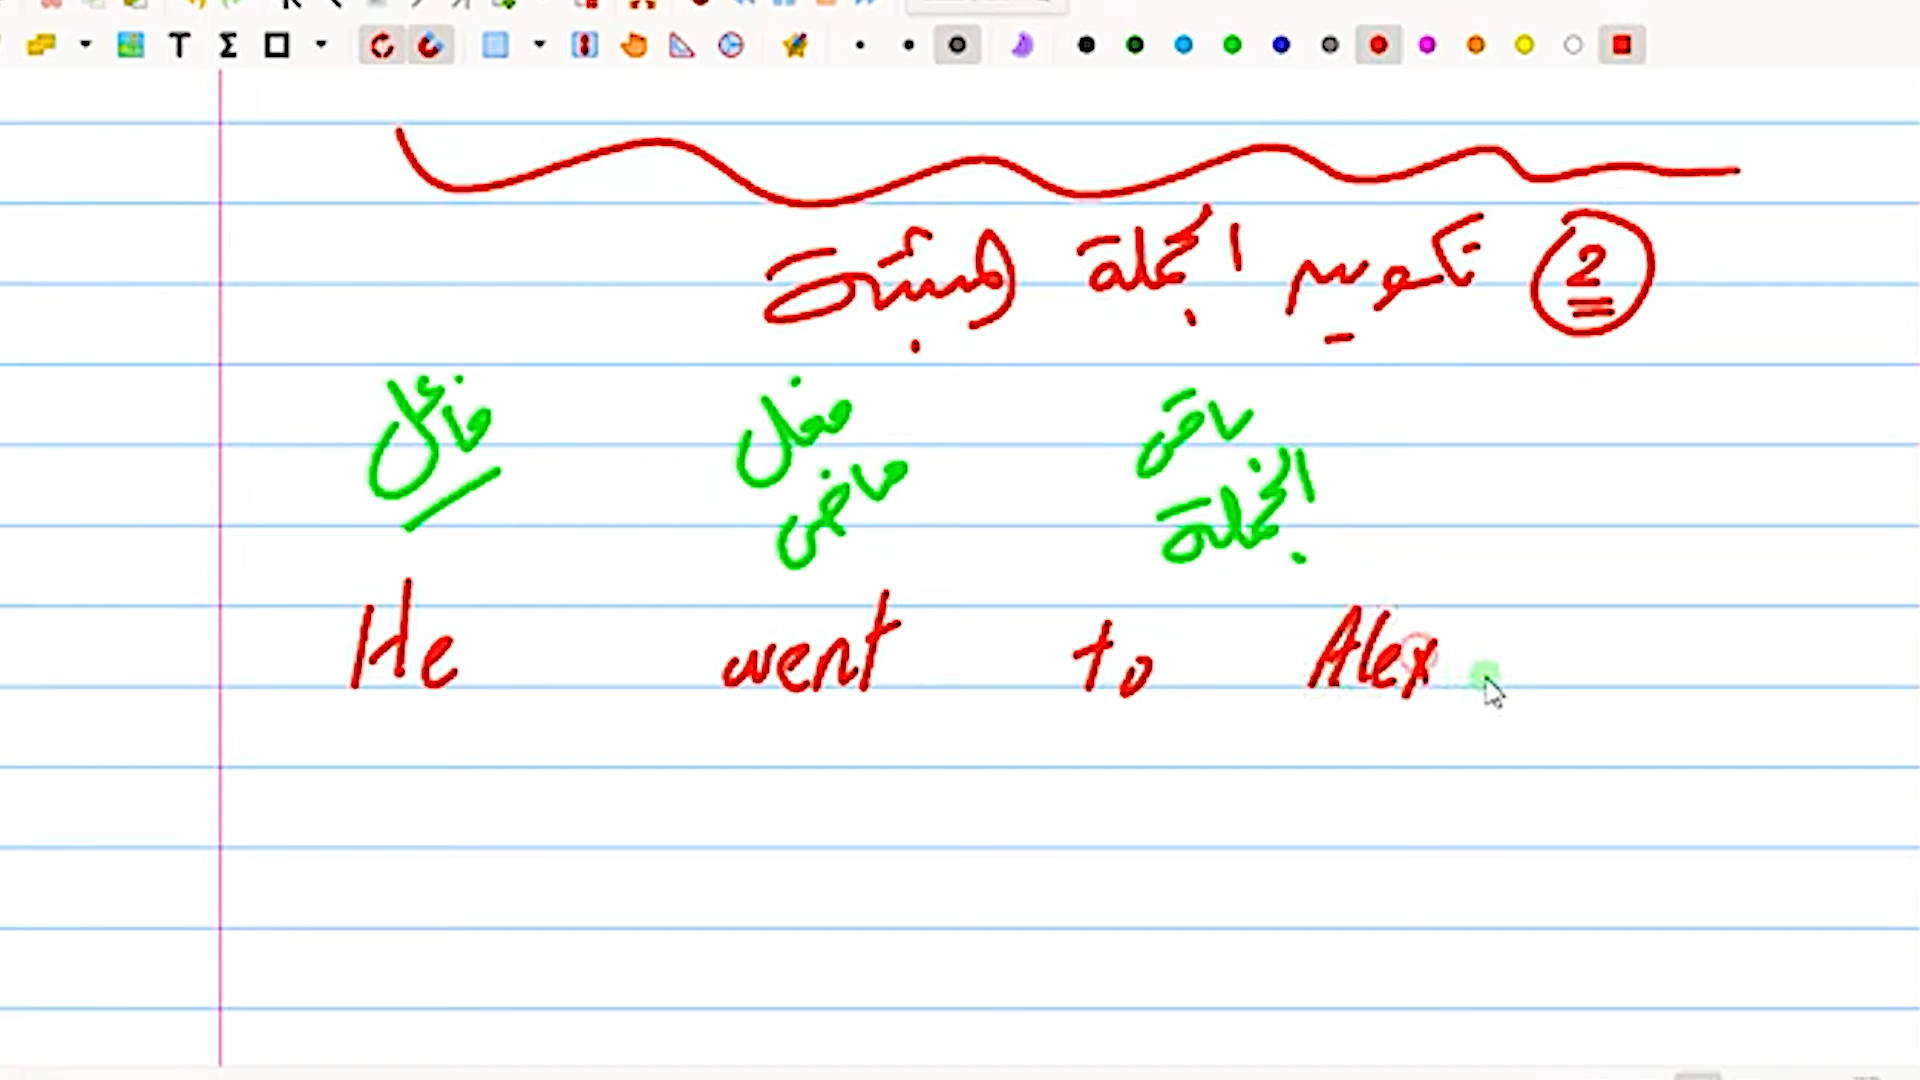 ② تكوين الجملة المثبتة
فاعل فعل ماضي باقي الجملة
He went to Alex